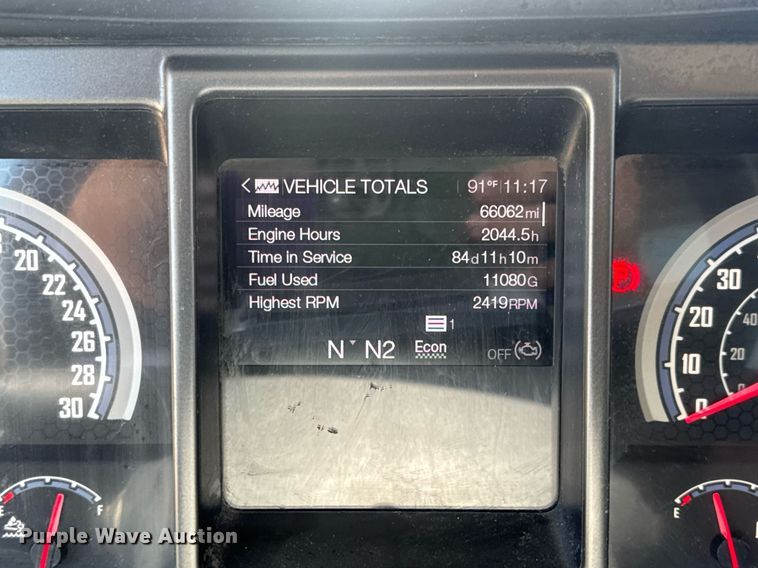 VEHICLE TOTALS 91°F 11:17
Mileage 66062mi
Engine Hours 2044.5h
Time in Service 84d11h10m
Fuel Used 11080G
Highest RPM 2419RPM
1
N N2 Econ OFF
20
22
24
26
28
30
30
20
10
0
40
20
0
E F
E
Purple Wave Auction